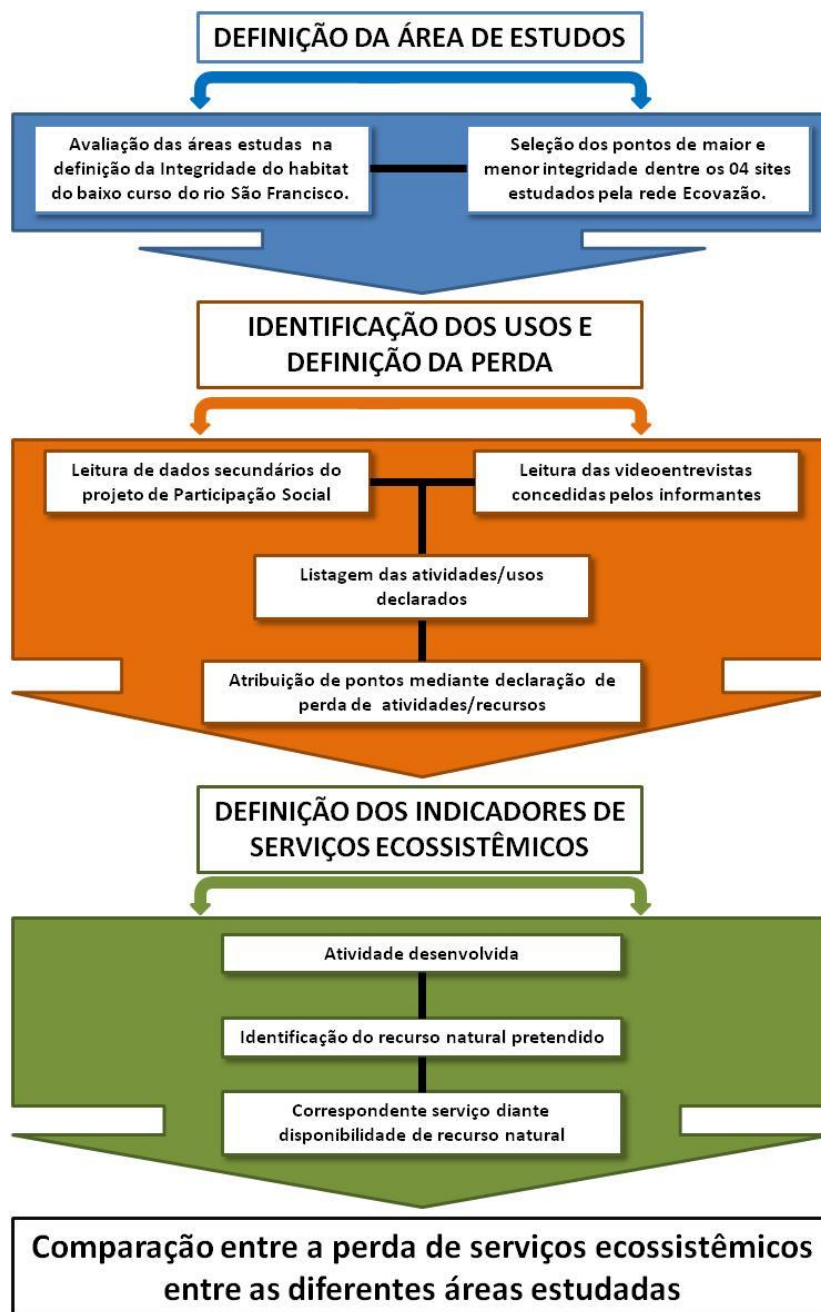 DEFINIÇÃO DA ÁREA DE ESTUDOS
Avaliação das áreas estudas na
definição da Integridade do habitat
do baixo curso do rio São Francisco.
Seleção dos pontos de maior e
menor integridade dentre os 04 sites
estudados pela rede Ecovazão.
IDENTIFICAÇÃO DOS USOS E
DEFINIÇÃO DA PERDA
Leitura de dados secundários do
projeto de Participação Social
Leitura das videoentrevistas
concedidas pelos informantes
Listagem das atividades/usos
declarados
Atribuição de pontos mediante declaração de
perda de atividades/recursos
DEFINIÇÃO DOS INDICADORES DE
SERVIÇOS ECOSSISTÊMICOS
Atividade desenvolvida
Identificação do recurso natural pretendido
Correspondente serviço diante
disponibilidade de recurso natural
Comparação entre a perda de serviços ecossistêmicos
entre as diferentes áreas estudadas